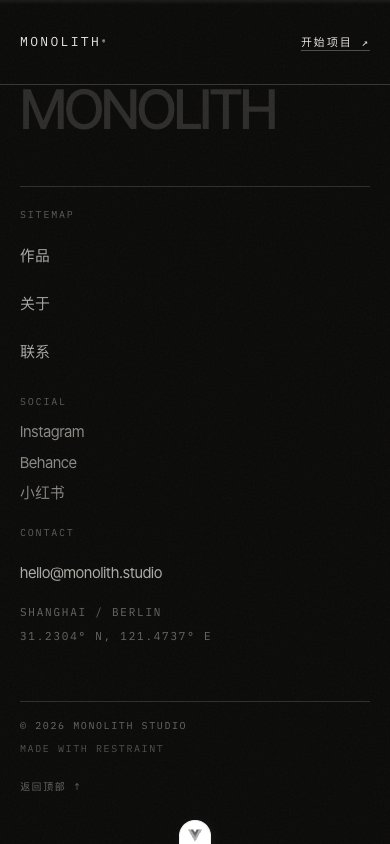 MONOLITH®
开始项目 ↗
MONOLITH
SITEMAP
作品
关于
联系
SOCIAL
Instagram
Behance
小红书
CONTACT
hello@monolith.studio
SHANGHAI / BERLIN
31.2304° N, 121.4737° E
© 2026 MONOLITH STUDIO
MADE WITH RESTRAINT
返回顶部 ↑